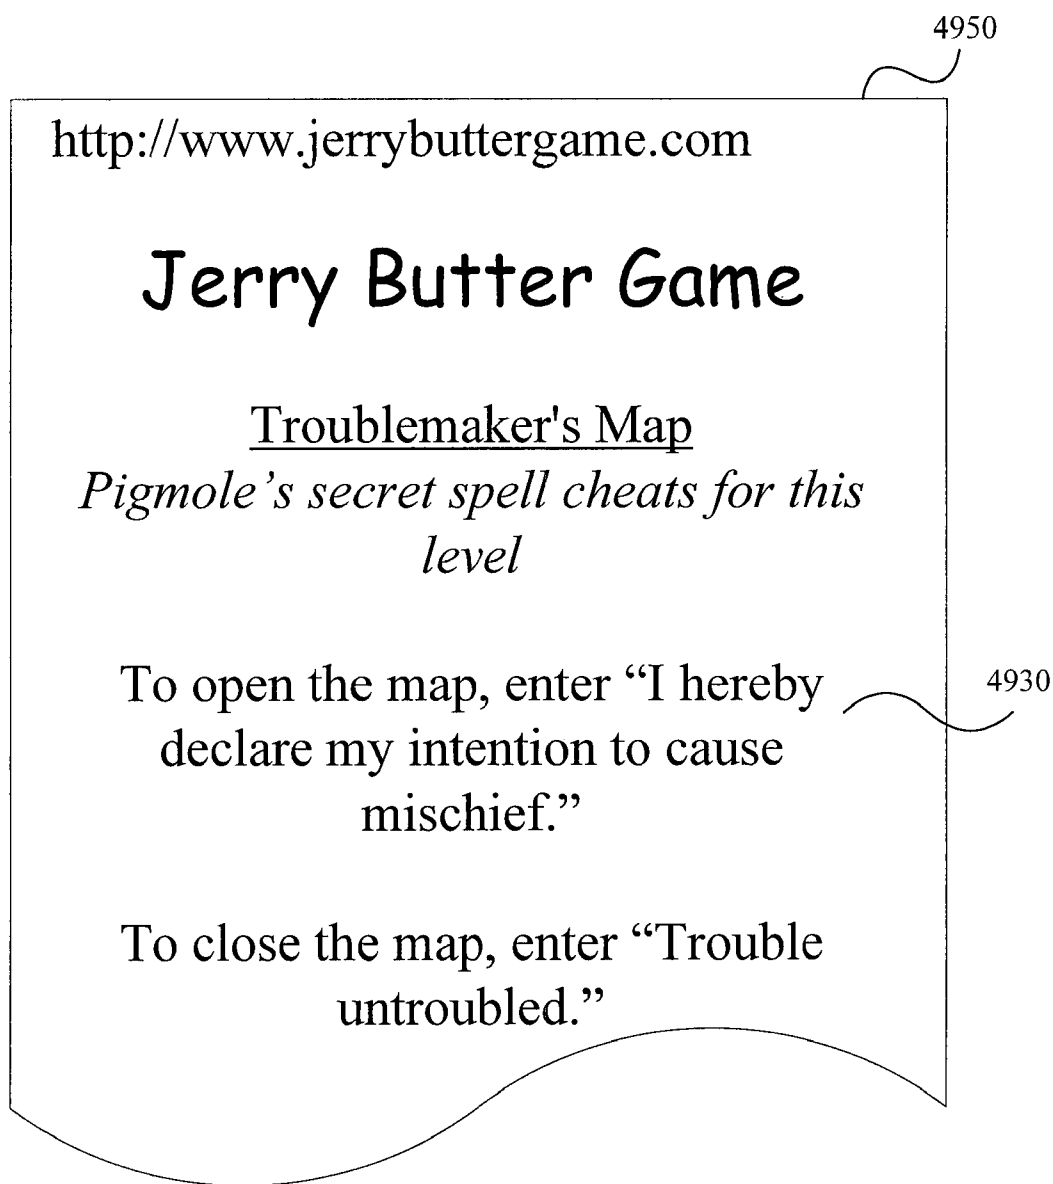 4950
http://www.jerrybuttergame.com
Jerry Butter Game
Troublemaker's Map
Pigmole’s secret spell cheats for this
level
To open the map, enter “I hereby
4930
declare my intention to cause
mischief.”
To close the map, enter “Trouble
untroubled.”